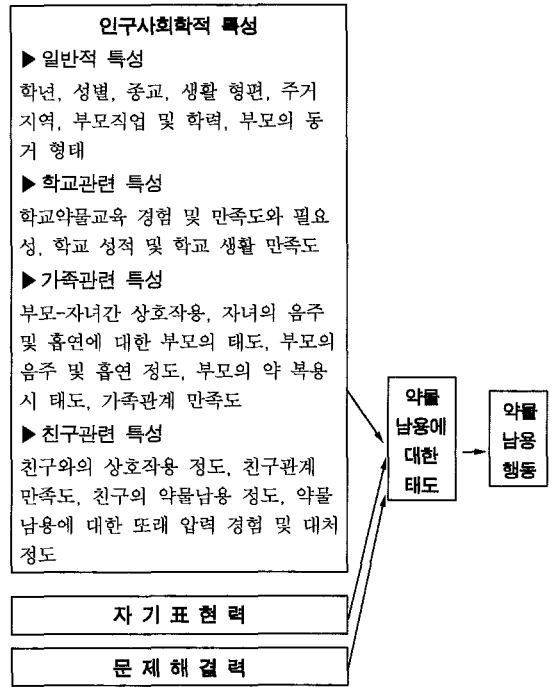 인구사회학적 특성
▶일반적 특성
학년, 성별, 종교, 생활 형편, 주거
지역, 부모직업 및 학력, 부모의 동
거 형태
▶학교관련 특성
학교약물교육 경험 및 만족도와 필요
성, 학교 성적 및 학교 생활 만족도
▶가족관련 특성
부모-자녀간 상호작용, 자녀의 음주
및 흡연에 대한 부모의 태도, 부모의
음주 및 흡연 정도, 부모의 약 복용
시 태도, 가족관계 만족도
▶친구관련 특성
친구와의 상호작용 정도, 친구관계
만족도, 친구의 약물남용 정도, 약물
남용에 대한 또래 압력 경험 및 대처
정도
자 기 표 현 력
문 제 해 결 력
약물
남용에
대한
태도
약물
남용
행동